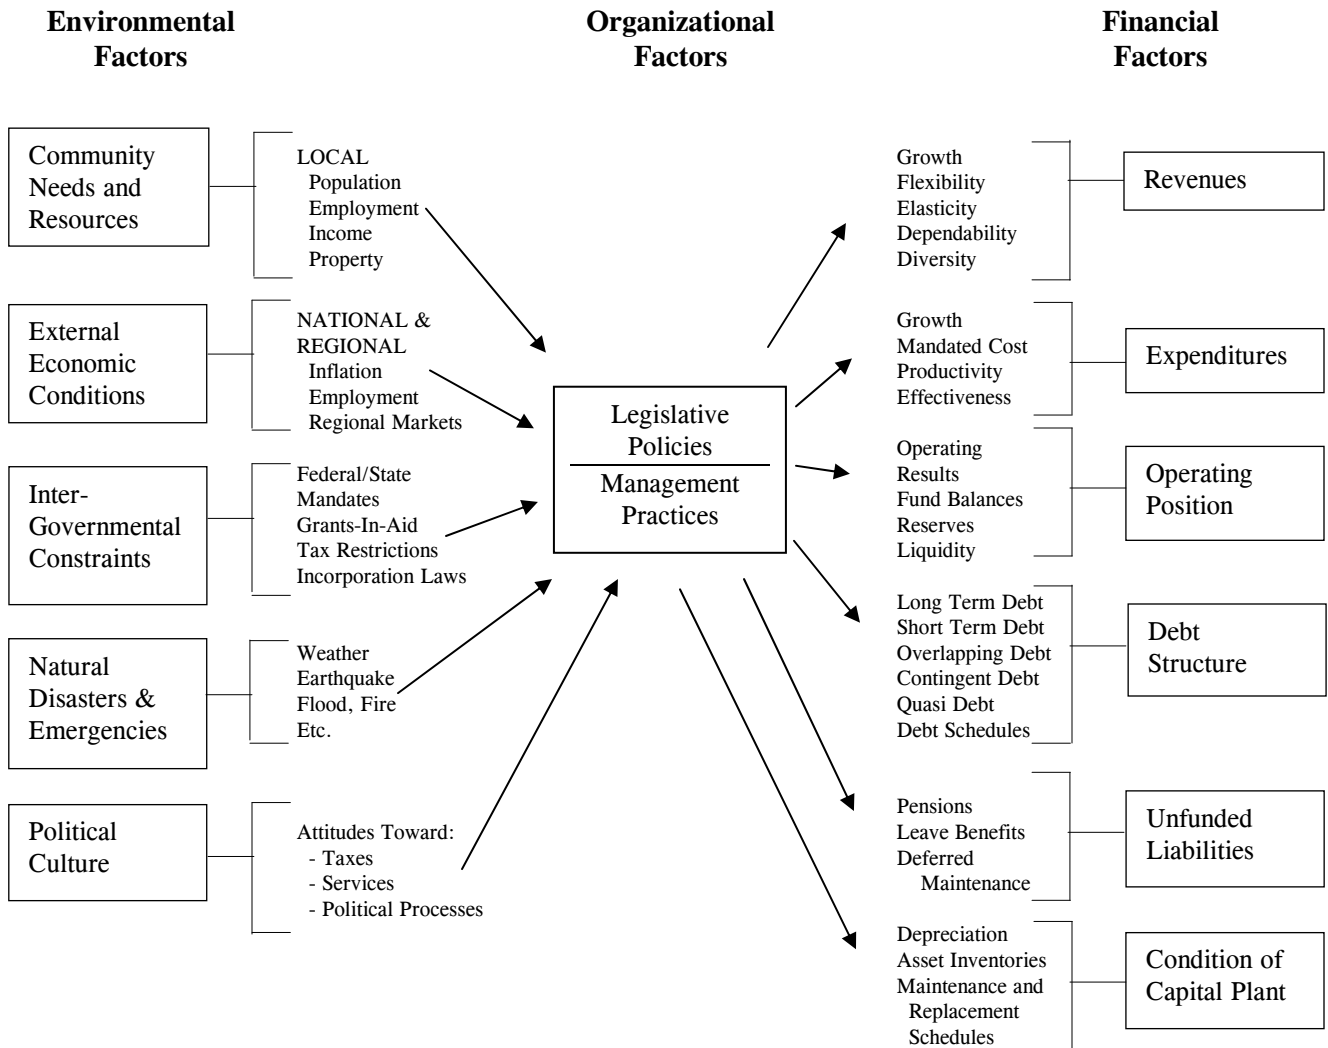 Environmental
Factors
Organizational
Factors
Financial
Factors
Community
Needs and
Resources
LOCAL
Population
Employment
Income
Property
External
Economic
Conditions
NATIONAL &
REGIONAL
Inflation
Employment
Regional Markets
Inter-
Governmental
Constraints
Federal/State
Mandates
Grants-In-Aid
Tax Restrictions
Incorporation Laws
Natural
Disasters &
Emergencies
Weather
Earthquake
Flood, Fire
Etc.
Political
Culture
Attitudes Toward:
- Taxes
- Services
- Political Processes
Legislative
Policies
Management
Practices
Growth
Flexibility
Elasticity
Dependability
Diversity
Revenues
Growth
Mandated Cost
Productivity
Effectiveness
Expenditures
Operating
Results
Fund Balances
Reserves
Liquidity
Operating
Position
Long Term Debt
Short Term Debt
Overlapping Debt
Contingent Debt
Quasi Debt
Debt Schedules
Debt
Structure
Pensions
Leave Benefits
Deferred
Maintenance
Unfunded
Liabilities
Depreciation
Asset Inventories
Maintenance and
Replacement
Schedules
Condition of
Capital Plant